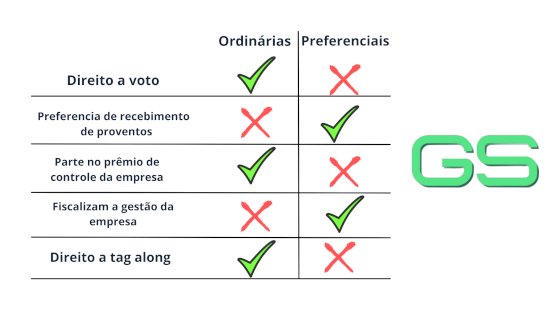 Ordinárias Preferenciais
Direito a voto
Preferencia de recebimento
de proventos
Parte no prêmio de
controle da empresa
Fiscalizam a gestão da
empresa
Direito a tag along
GS